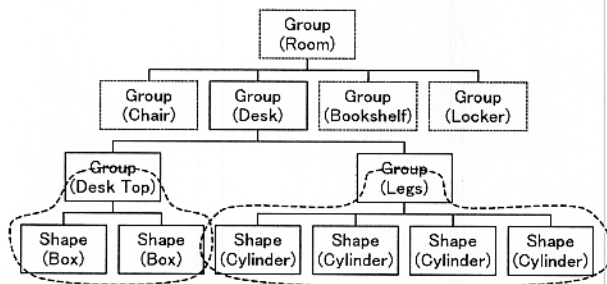 Group
(Room)
Group
(Chair)
Group
(Desk)
Group
(Bookshelf)
Group
(Locker)
Group
(Desk Top)
Group
(Legs)
Shape
(Box)
Shape
(Box)
Shape
(Cylinder)
Shape
(Cylinder)
Shape
(Cylinder)
Shape
(Cylinder)